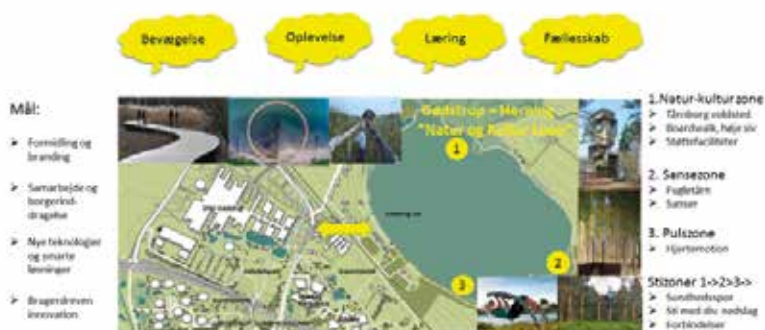 Bevægelse
Oplevelse
Læring
Fællesskab
Mål:
Formidling og
branding
Samarbejde og
borgerind-
dragelse
Nye teknologier
og smarte
løsninger
Brugerdreven
innovation
Gødstrup – Herning
"Natur og Kultur
1
2
3
1.Natur-kulturzone
Tårnborg voldsted
Boardwalk, høje siv
Støttefaciliteter
2. Sansezone
Fugletårn
Sanser
3. Pulszone
Hjertemotion
Stizoner 1->2>3->
Sundhedsspor
Sti med div. nedslag
Forbindelser